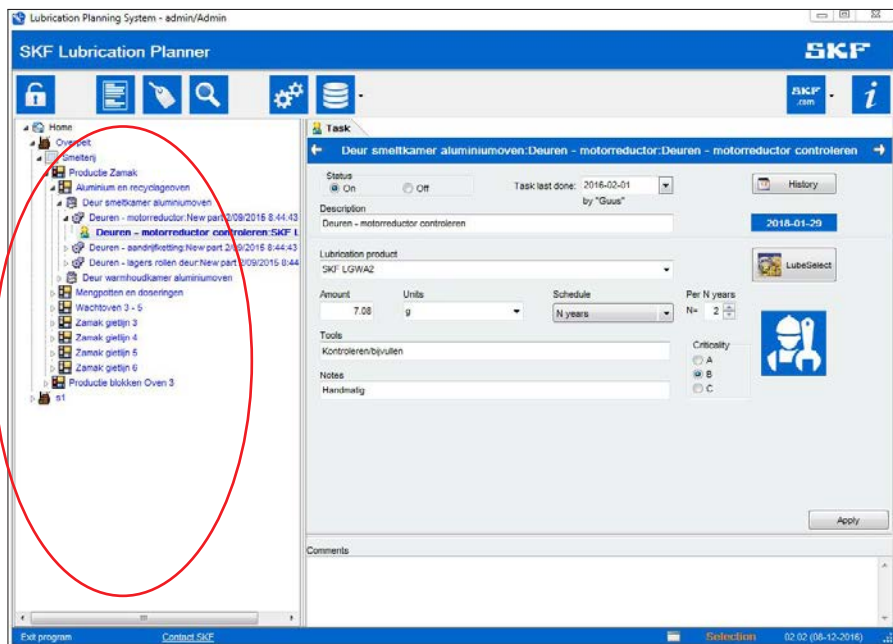 Lubrication Planning System - admin/Admin
SKF Lubrication Planner
SKF
SKF
.com
i
Home
Overpelt
Smelterij
Productie Zamak
Aluminium en recyclageoven
Deur smeltkamer aluminiumoven
Deuren - motorreductor:New part 2/09/2015 8:44:43
Deuren - motorreductor controleren:SKF L
Deuren - aandrijfketting:New part 2/09/2015 8:44:43
Deuren - lagers rollen deur:New part 2/09/2015 8:44
Deur warmhoudkamer aluminiumoven
Mengpotten en doseringen
Wachtoven 3 - 5
Zamak gietlijn 3
Zamak gietlijn 4
Zamak gietlijn 5
Zamak gietlijn 6
Productie blokken Oven 3
s1
Task
Deur smeltkamer aluminiumoven:Deuren - motorreductor:Deuren - motorreductor controleren
Status
On Off
Task last done: 2016-02-01
by "Guus"
History
Description
Deuren - motorreductor controleren
2018-01-29
Lubrication product
SKF LGWA2
LubeSelect
Amount Units Schedule Per N years
7.08 g N years N= 2
Tools
Kontroleren/bijvullen
Criticality
A
B
C
Notes
Handmatig
Apply
Comments
Exit program Contact SKF Selection 02.02 (06-12-2016)